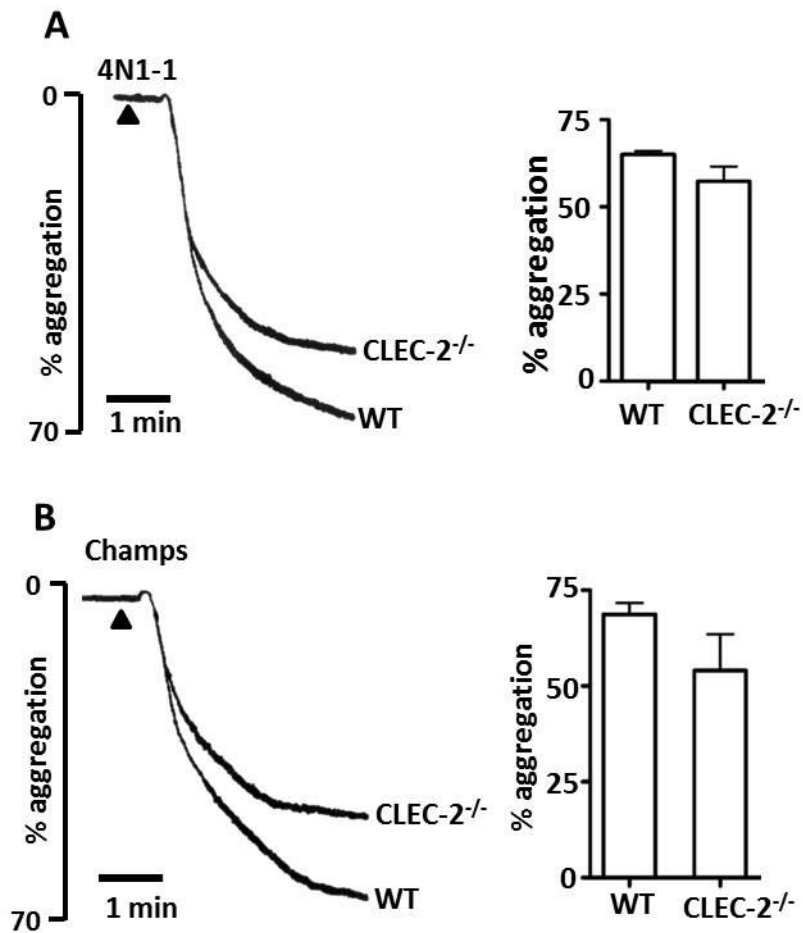 A
4N1-1
0
% aggregation
70
1 min
CLEC-2-/-
WT
75
50
25
0
% aggregation
WT
CLEC-2-/-
B
Champs
0
% aggregation
70
1 min
CLEC-2-/-
WT
75
50
25
0
% aggregation
WT
CLEC-2-/-